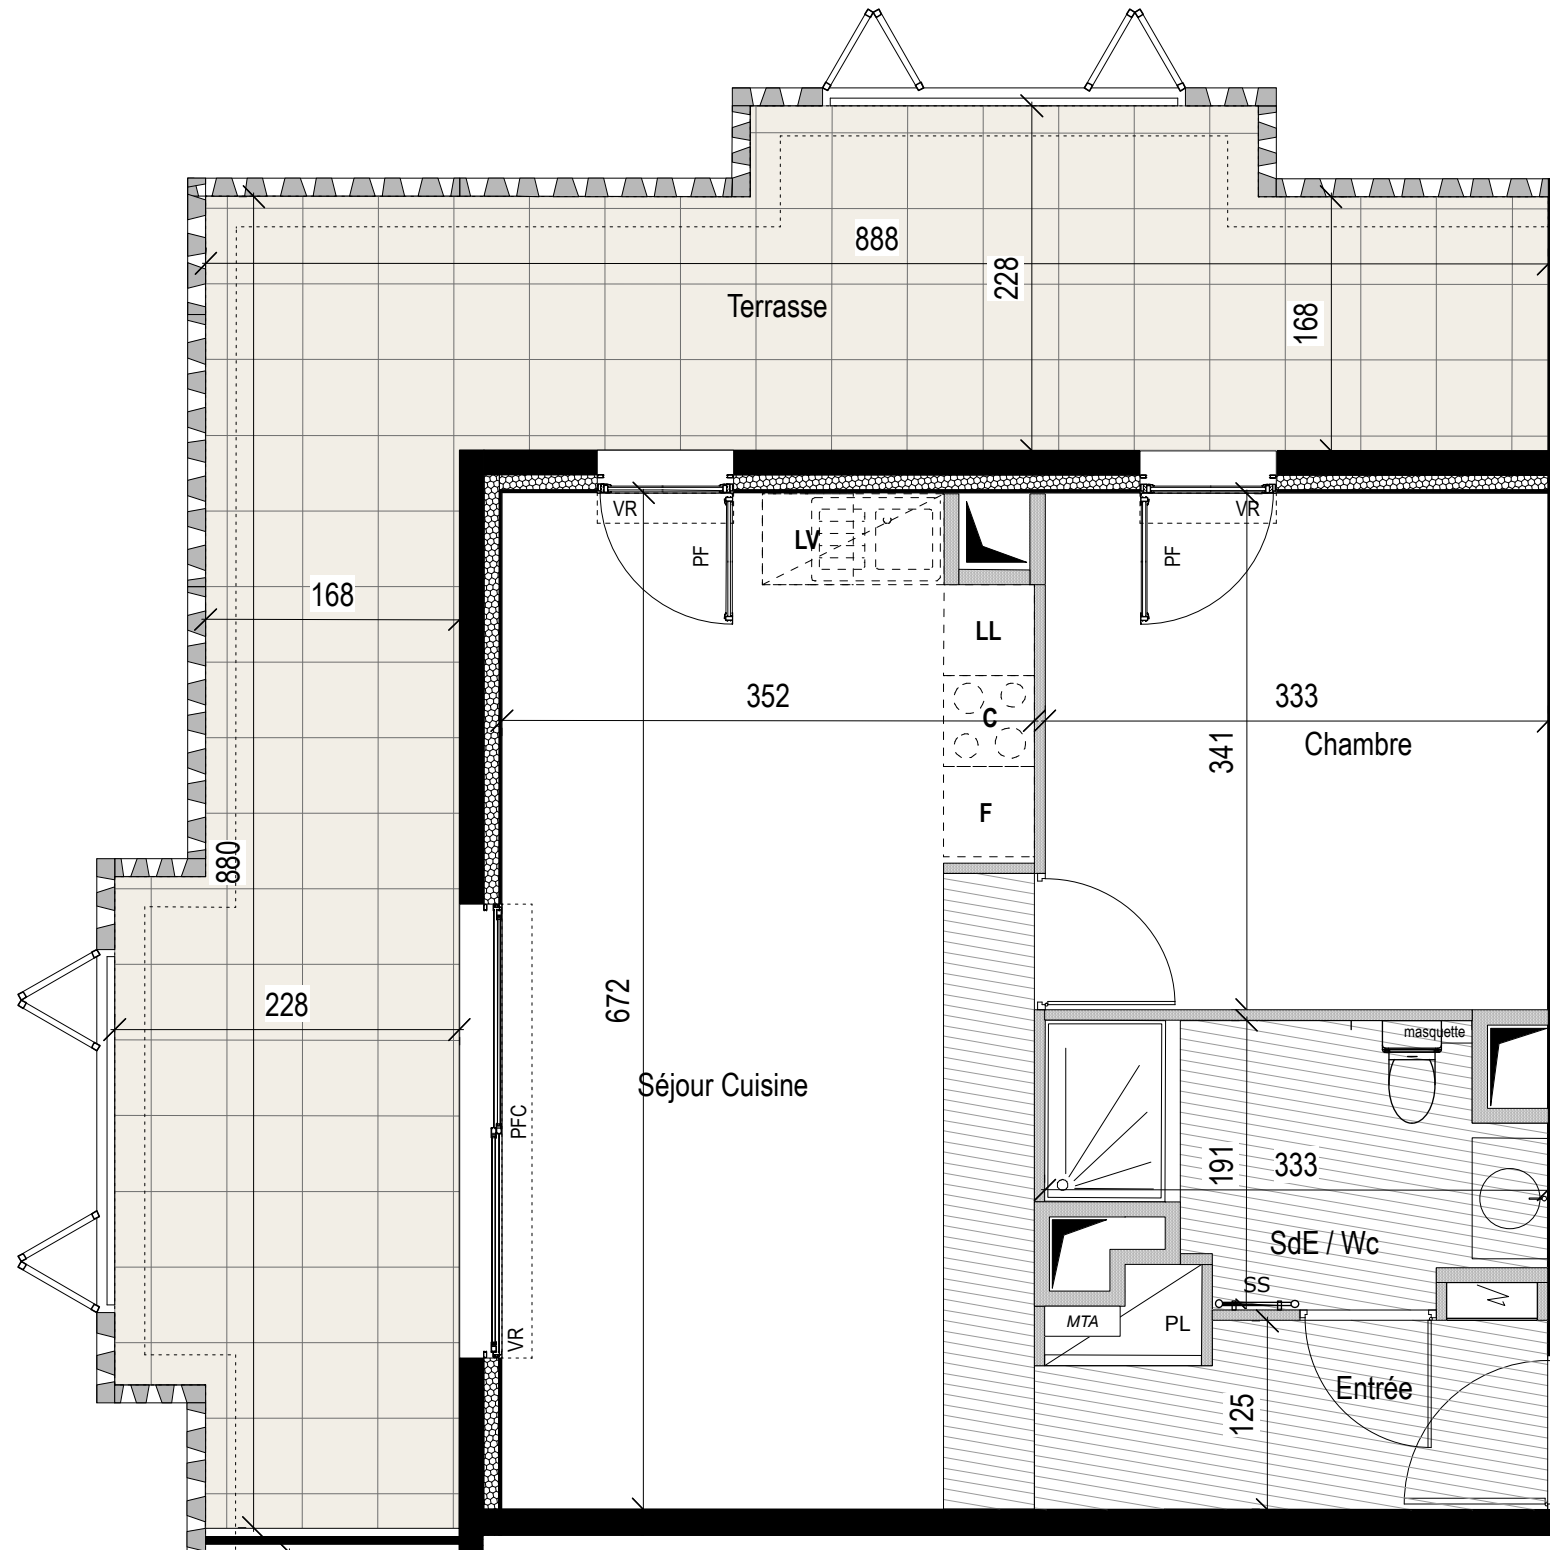 888
228
Terrasse
168
VR
VR
LV
PF
PF
168
LL
352
333
C
Chambre
341
F
880
672
228
masquette
Séjour Cuisine
PFC
191
333
SdE / Wc
SS
MTA
PL
VR
Entrée
125